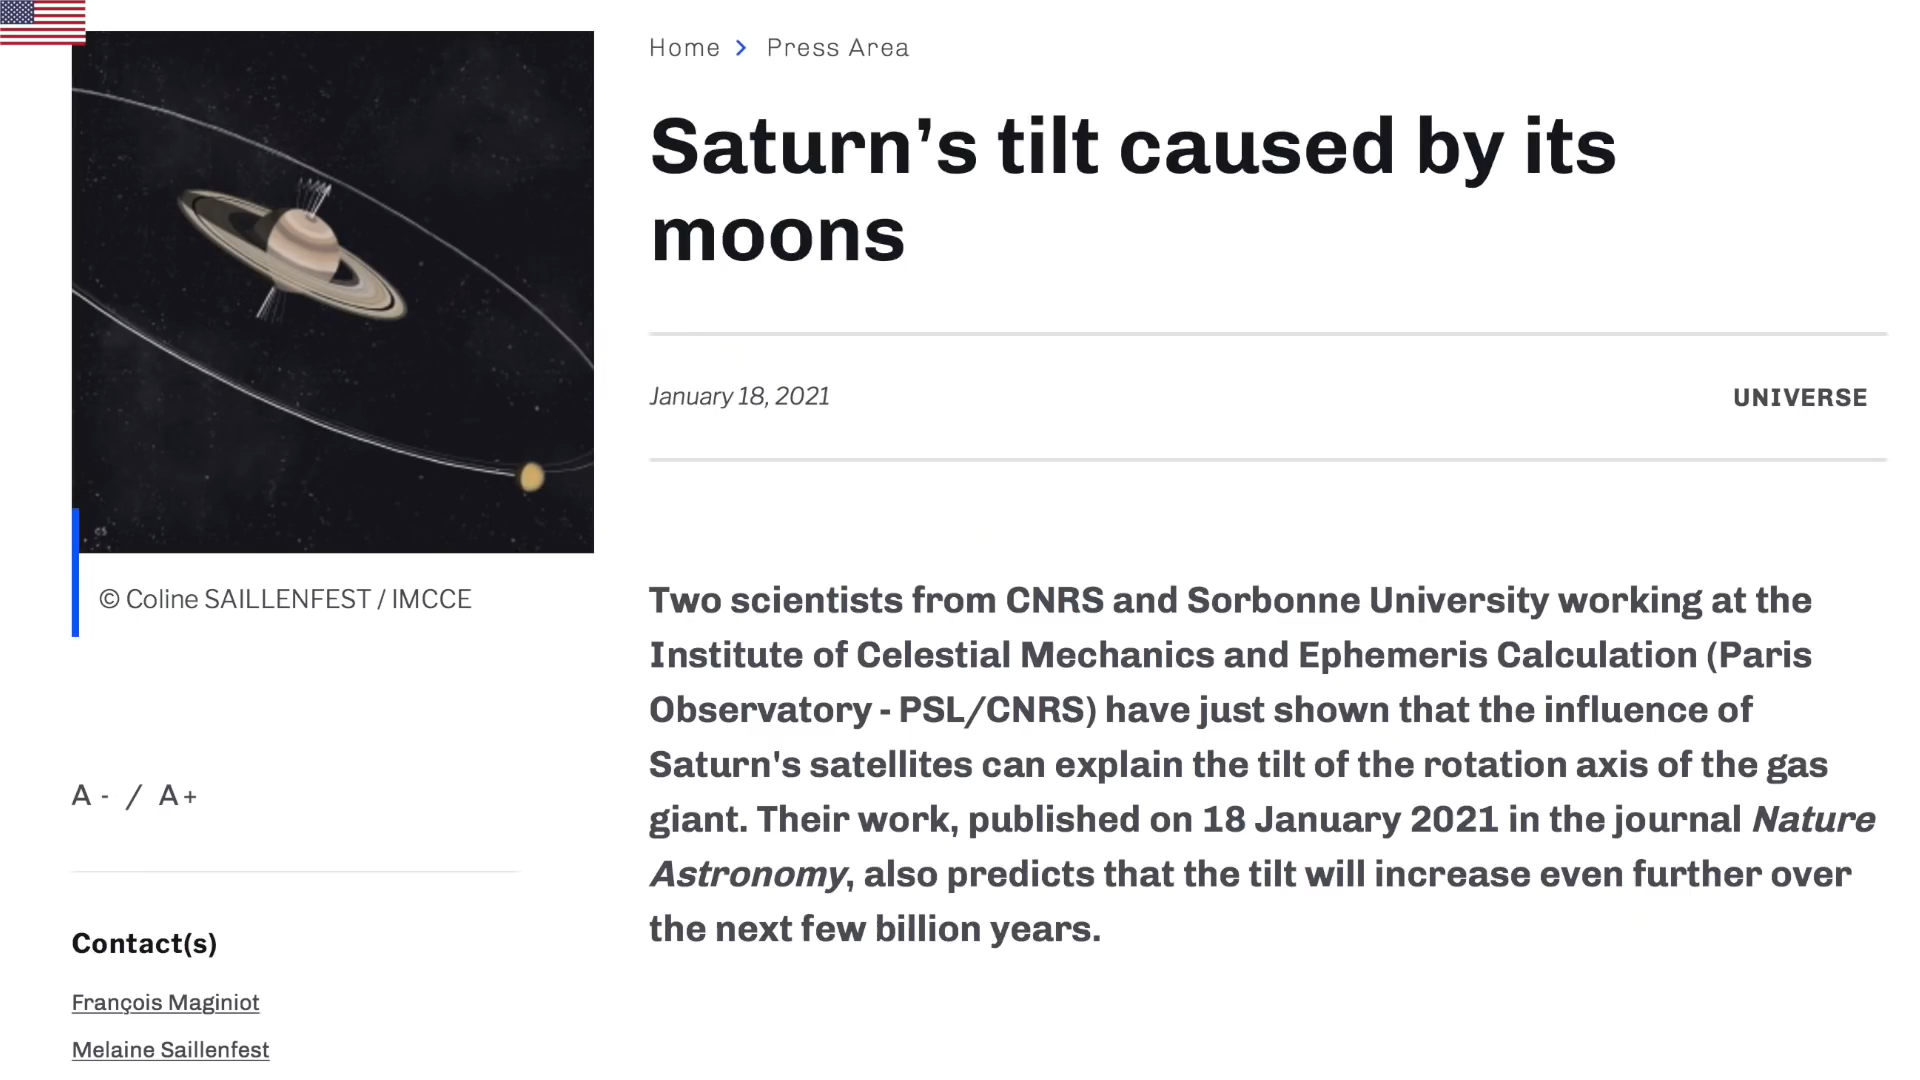 Home > Press Area
Saturn’s tilt caused by its
moons
January 18, 2021
UNIVERSE
Two scientists from CNRS and Sorbonne University working at the
Institute of Celestial Mechanics and Ephemeris Calculation (Paris
Observatory - PSL/CNRS) have just shown that the influence of
Saturn's satellites can explain the tilt of the rotation axis of the gas
giant. Their work, published on 18 January 2021 in the journal Nature
Astronomy, also predicts that the tilt will increase even further over
the next few billion years.
© Coline SAILLENFEST / IMCCE
A - / A +
Contact(s)
François Maginiot
Melaine Saillenfest